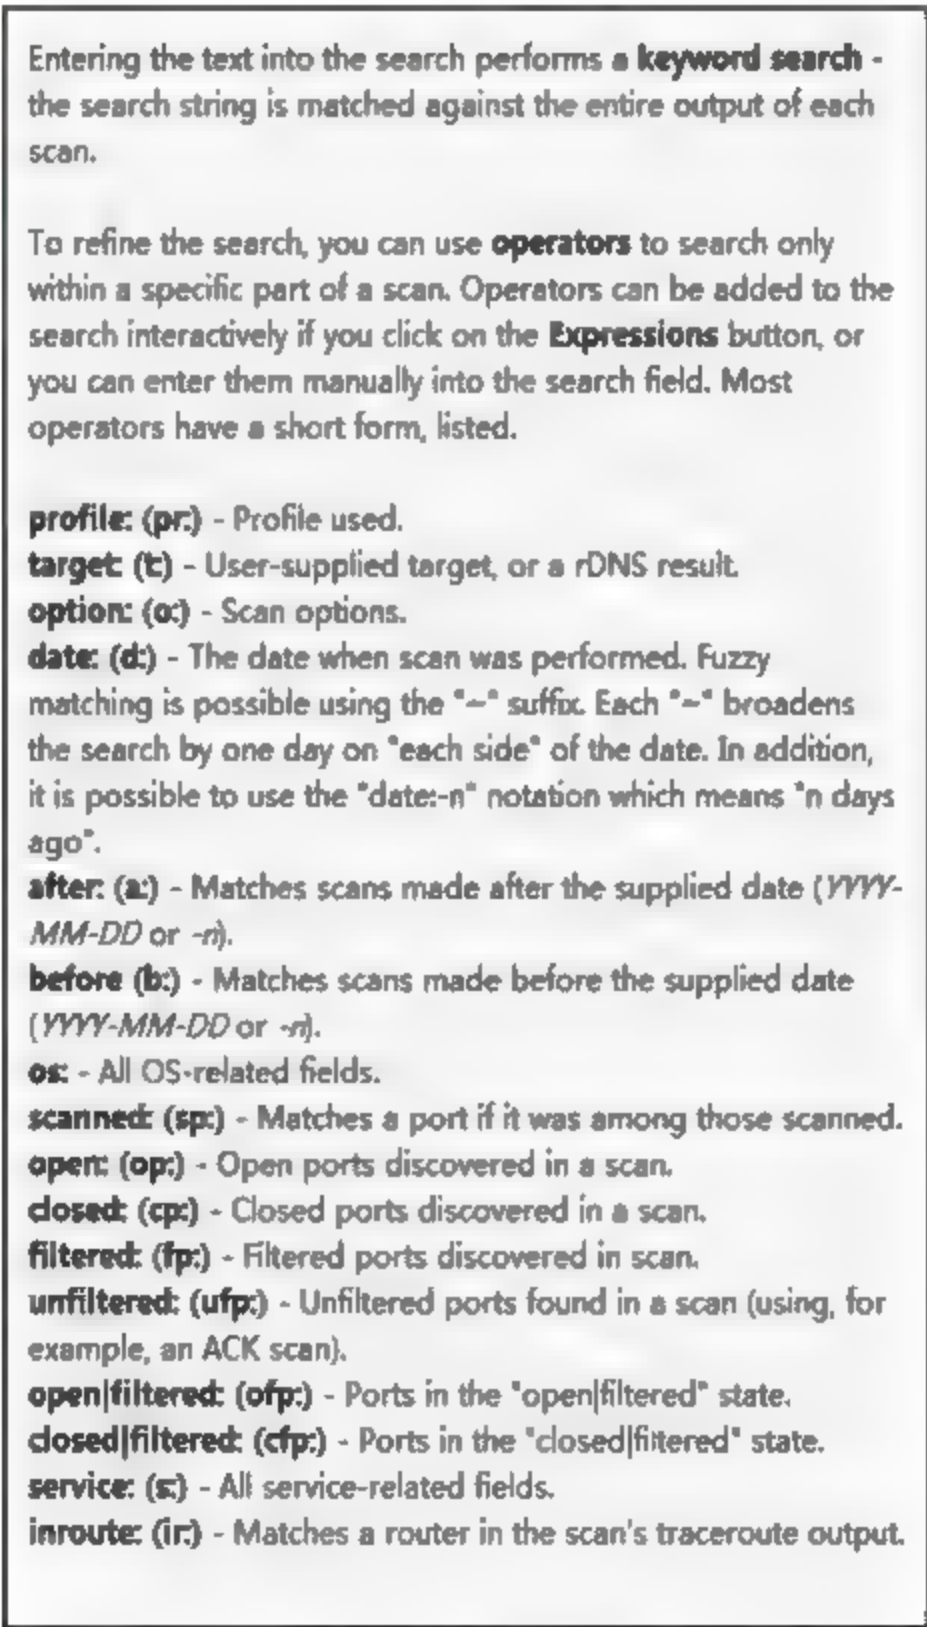 Entering the text into the search performs a keyword search -
the search string is matched against the entire output of each
scan.
To refine the search, you can use operators to search only
within a specific part of a scan. Operators can be added to the
search interactively if you click on the Expressions button, or
you can enter them manually into the search field. Most
operators have a short form, listed.
profile: (pr:) - Profile used.
target: (t:) - User-supplied target, or a rDNS result.
option: (o:) - Scan options.
date: (d:) - The date when scan was performed. Fuzzy
matching is possible using the "~" suffix. Each "~" broadens
the search by one day on "each side" of the date. In addition,
it is possible to use the "date:-n" notation which means "n days
ago".
after: (a:) - Matches scans made after the supplied date (YYYY-
MM-DD or -n).
before (b:) - Matches scans made before the supplied date
(YYYY-MM-DD or -n).
os: - All OS-related fields.
scanned: (sp:) - Matches a port if it was among those scanned.
open: (op:) - Open ports discovered in a scan.
closed: (cp:) - Closed ports discovered in a scan.
filtered: (fp:) - Filtered ports discovered in scan.
unfiltered: (ufp:) - Unfiltered ports found in a scan (using, for
example, an ACK scan).
open|filtered: (ofp:) - Ports in the "open|filtered" state.
closed|filtered: (cfp:) - Ports in the "closed|filtered" state.
service: (s:) - All service-related fields.
inroute: (ir:) - Matches a router in the scan's traceroute output.